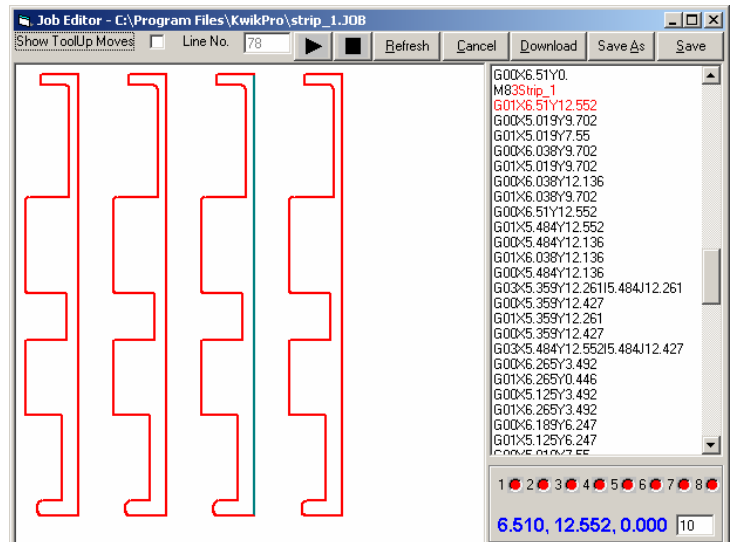 Job Editor - C:\Program Files\KwikPro\strip_1.JOB
Show ToolUp Moves Line No. 78 Refresh Cancel Download Save As Save
G00X6.51Y0.
M83Strip_1
G01X6.51Y12.552
G00X5.019Y9.702
G01X5.019Y7.55
G00X6.038Y9.702
G01X5.019Y9.702
G00X6.038Y12.136
G01X6.038Y9.702
G00X6.51Y12.552
G01X5.484Y12.552
G00X5.484Y12.136
G01X6.038Y12.136
G00X5.484Y12.136
G03X5.359Y12.261I5.484J12.261
G00X5.359Y12.427
G01X5.359Y12.261
G00X5.359Y12.427
G03X5.484Y12.552I5.484J12.427
G00X6.265Y3.492
G01X6.265Y0.446
G00X5.125Y3.492
G01X6.265Y3.492
G00X6.189Y6.247
G01X5.125Y6.247
G00X5.019Y7.55
1 2 3 4 5 6 7 8
6.510, 12.552, 0.000 10